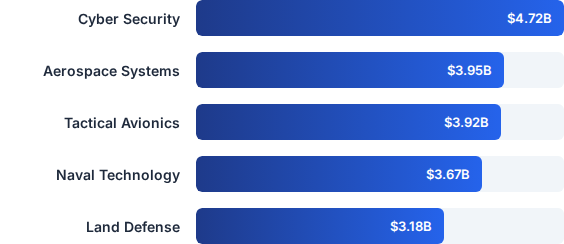 Cyber Security $4.72B
Aerospace Systems $3.95B
Tactical Avionics $3.92B
Naval Technology $3.67B
Land Defense $3.18B